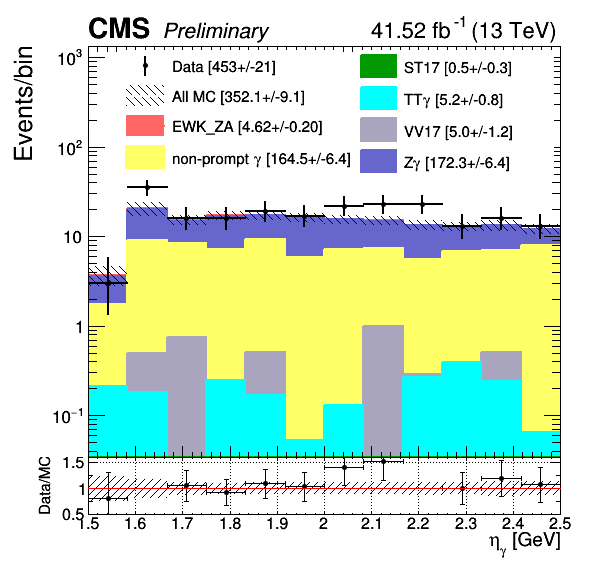 CMS Preliminary 41.52 fb⁻¹ (13 TeV)
Events/bin
10³
10²
10
1
10⁻¹
Data [453+/-21]
All MC [352.1+/-9.1]
EWK_ZA [4.62+/-0.20]
non-prompt γ [164.5+/-6.4]
ST17 [0.5+/-0.3]
TTγ [5.2+/-0.8]
VV17 [5.0+/-1.2]
Zγ [172.3+/-6.4]
Data/MC
1.5
1
0.5
1.5 1.6 1.7 1.8 1.9 2 2.1 2.2 2.3 2.4 2.5
ηγ [GeV]